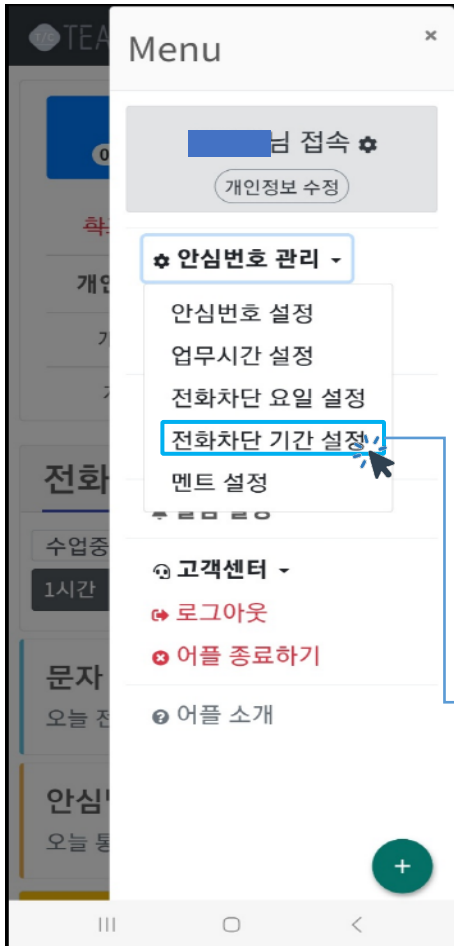 T/C TEA
Menu
×
님 접속
개인정보 수정
안심번호 관리
안심번호 설정
업무시간 설정
전화차단 요일 설정
전화차단 기간 설정
멘트 설정
고객센터
로그아웃
어플 종료하기
어플 소개
개인
전화
수업중
1시간
문자
오늘 전
안심
오늘 통
+